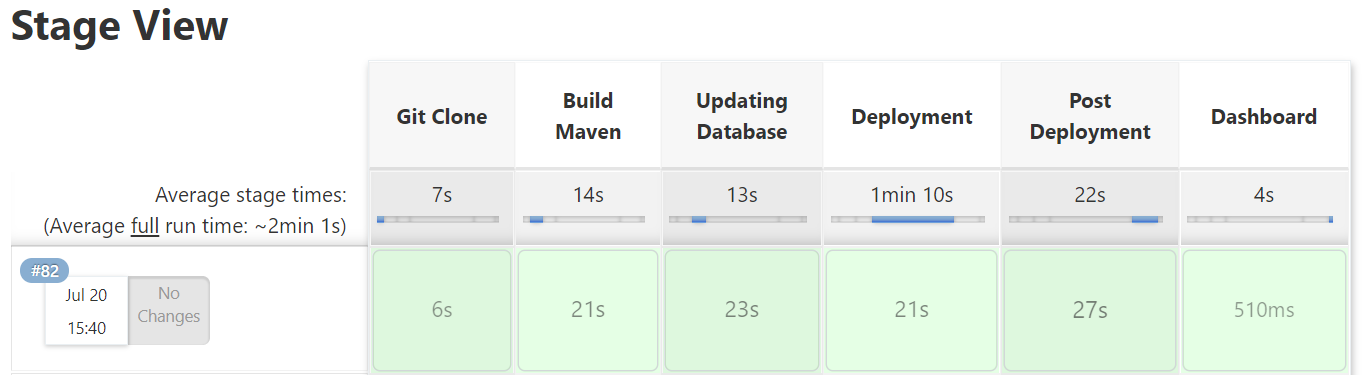 Stage View
Git Clone
Build
Maven
Updating
Database
Deployment
Post
Deployment
Dashboard
Average stage times:
(Average full run time: ~2min 1s)
7s
14s
13s
1min 10s
22s
4s
#82
Jul 20
15:40
No
Changes
6s
21s
23s
21s
27s
510ms